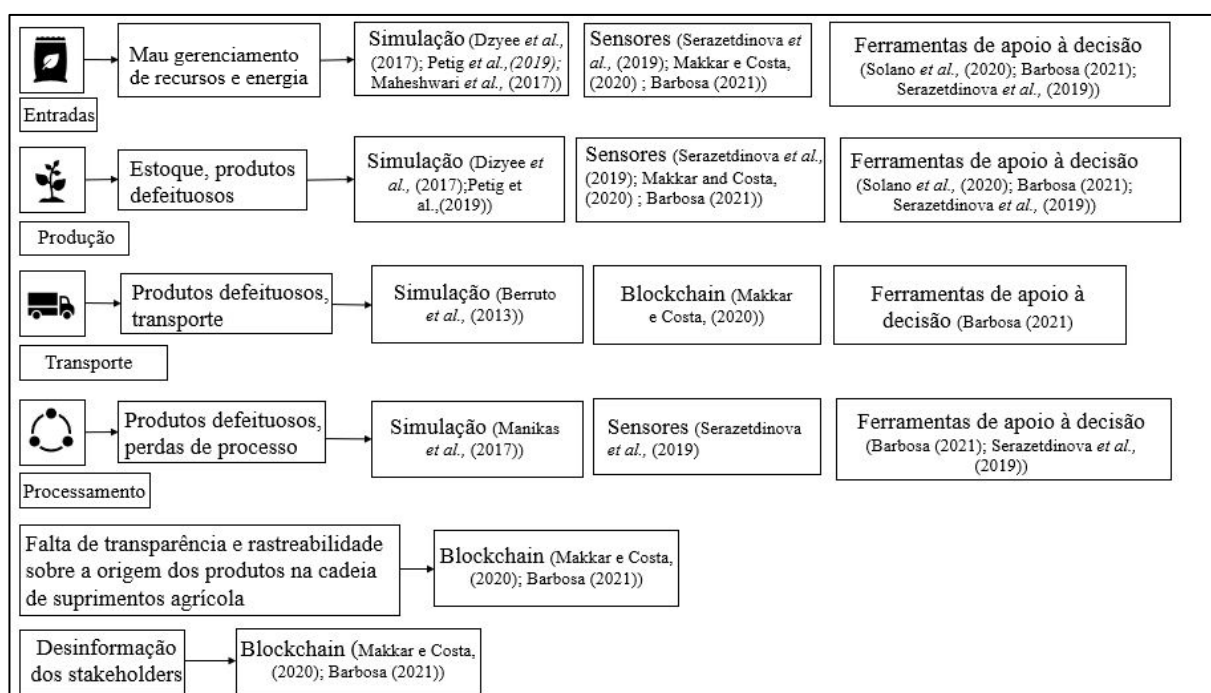 Mau gerenciamento
de recursos e energia
Simulação (Dzyee et al.,
(2017); Petig et al.,(2019);
Maheshwari et al., (2017))
Sensores (Serazetdinova et
al., (2019); Makkar e Costa,
(2020) ; Barbosa (2021))
Ferramentas de apoio à decisão
(Solano et al., (2020); Barbosa (2021);
Serazetdinova et al., (2019))
Entradas
Estoque, produtos
defeituosos
Simulação (Dizyee et
al., (2017);Petig et
al.,(2019))
Sensores (Serazetdinova et al.,
(2019); Makkar and Costa,
(2020) ; Barbosa (2021))
Ferramentas de apoio à decisão
(Solano et al., (2020); Barbosa (2021);
Serazetdinova et al., (2019))
Produção
Produtos defeituosos,
transporte
Simulação (Berruto
et al., (2013))
Blockchain (Makkar
e Costa, (2020))
Ferramentas de apoio à
decisão (Barbosa (2021)
Transporte
Produtos defeituosos,
perdas de processo
Simulação (Manikas
et al., (2017))
Sensores (Serazetdinova
et al., (2019)
Ferramentas de apoio à decisão
(Barbosa (2021); Serazetdinova et al.,
(2019))
Processamento
Falta de transparência e rastreabilidade
sobre a origem dos produtos na cadeia
de suprimentos agrícola
Blockchain (Makkar e Costa,
(2020); Barbosa (2021))
Desinformação
dos stakeholders
Blockchain (Makkar e Costa,
(2020); Barbosa (2021))